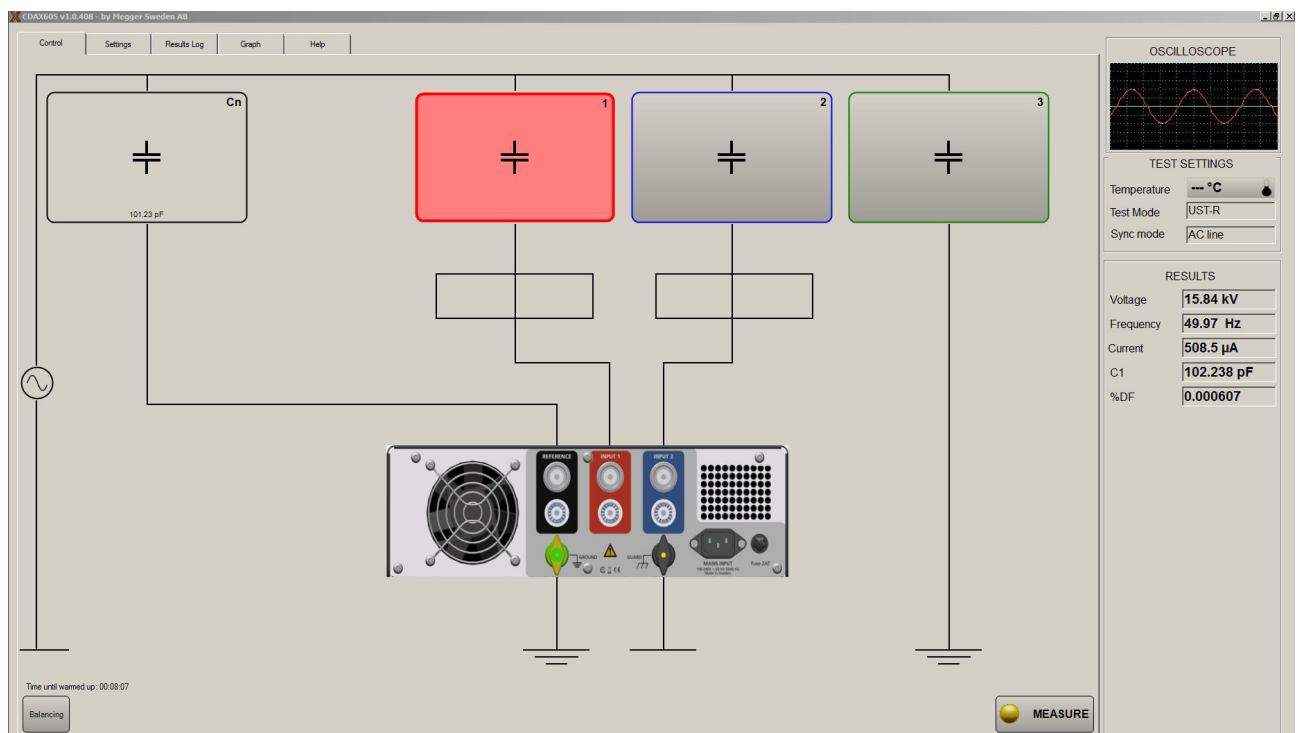 CDAX605 v1.0.408 - by Megger Sweden AB
Control Settings Results Log Graph Help
Cn
101.23 pF
1
2
3
REFERENCE INPUT 1 INPUT 2
GROUND GUARD
MAINS INPUT Fuse 2AT
Time until warmed up: 00:08:07
Balancing
MEASURE
OSCILLOSCOPE
TEST SETTINGS
Temperature --- °C
Test Mode UST-R
Sync mode AC line
RESULTS
Voltage 15.84 kV
Frequency 49.97 Hz
Current 508.5 µA
C1 102.238 pF
%DF 0.000607